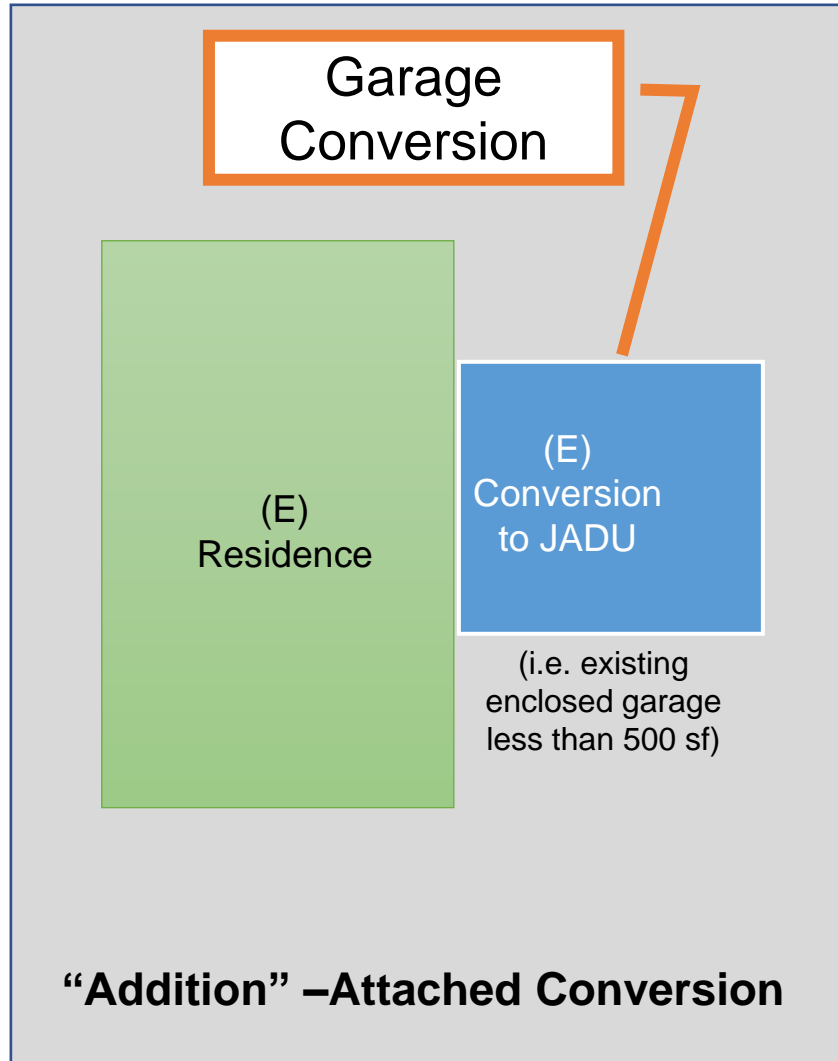 Garage
Conversion
(E)
Residence
(E)
Conversion
to JADU
(i.e. existing
enclosed garage
less than 500 sf)
“Addition” –Attached Conversion